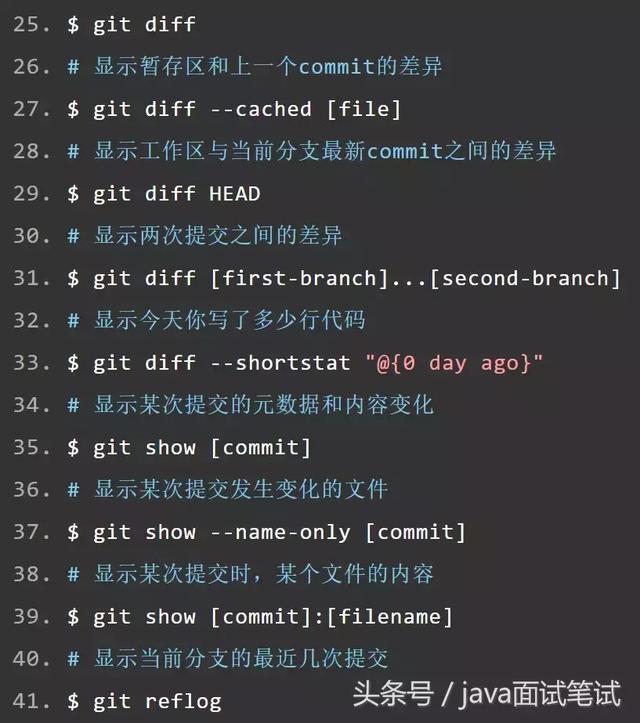 25. $ git diff
26. # 显示暂存区和上一个commit的差异
27. $ git diff --cached [file]
28. # 显示工作区与当前分支最新commit之间的差异
29. $ git diff HEAD
30. # 显示两次提交之间的差异
31. $ git diff [first-branch]...[second-branch]
32. # 显示今天你写了多少行代码
33. $ git diff --shortstat "@{0 day ago}"
34. # 显示某次提交的元数据和内容变化
35. $ git show [commit]
36. # 显示某次提交发生变化的文件
37. $ git show --name-only [commit]
38. # 显示某次提交时，某个文件的内容
39. $ git show [commit]:[filename]
40. # 显示当前分支的最近几次提交
41. $ git reflog
头条号 / java面试笔试